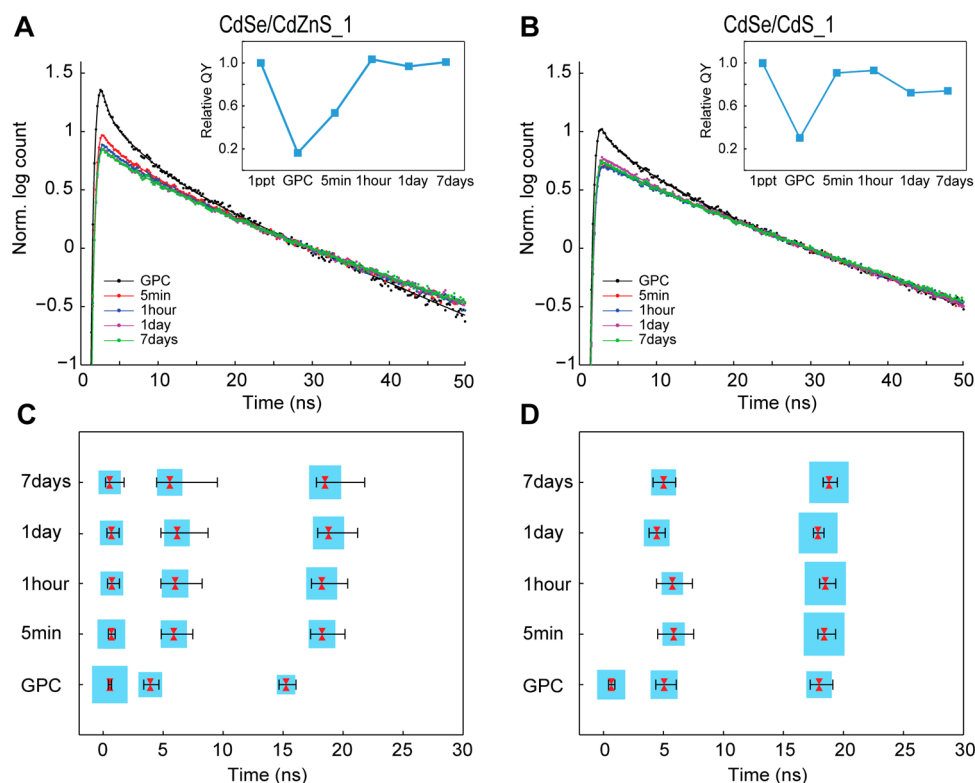 A
CdSe/CdZnS_1
Norm. log count
1.5
1
0.5
0
−0.5
−1
Relative QY
1.0
0.6
0.2
1ppt GPC 5min 1hour 1day 7days
GPC
5min
1hour
1day
7days
0 10 20 30 40 50
Time (ns)
B
CdSe/CdS_1
Norm. log count
1.5
1
0.5
0
−0.5
−1
Relative QY
1.0
0.6
0.2
1ppt GPC 5min 1hour 1day 7days
GPC
5min
1hour
1day
7days
0 10 20 30 40 50
Time (ns)
C
7days
1day
1hour
5min
GPC
0 5 10 15 20 30
Time (ns)
D
7days
1day
1hour
5min
GPC
0 5 10 15 20 30
Time (ns)